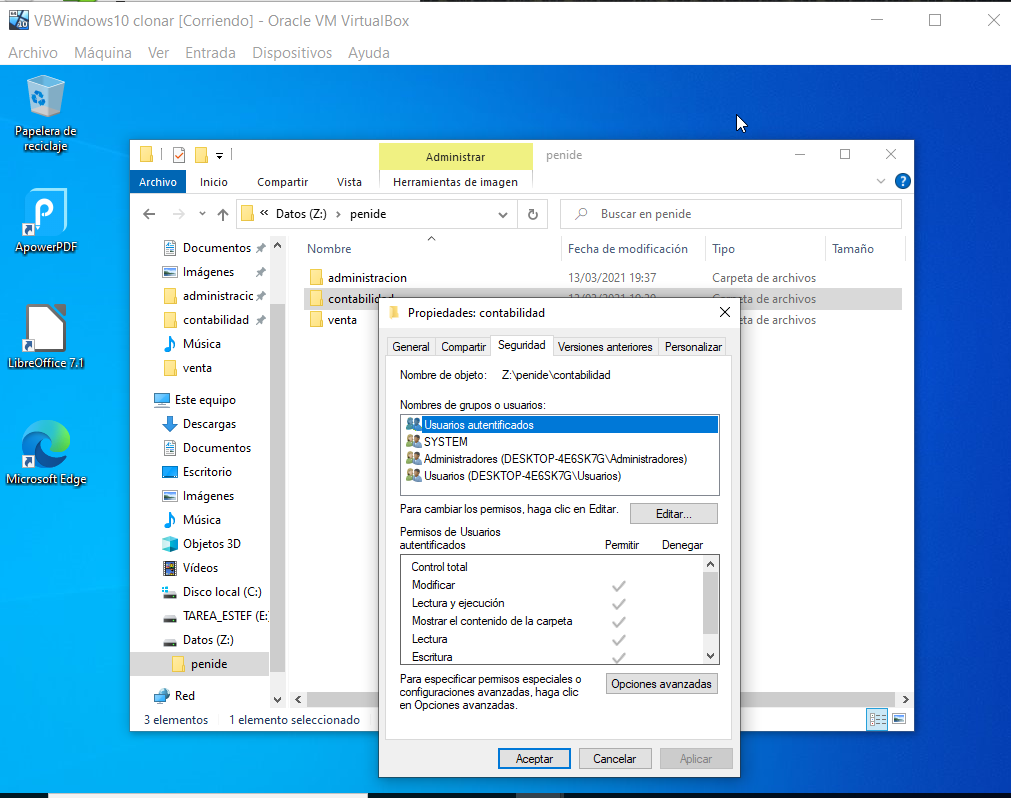 VBWindows10 clonar [Corriendo] - Oracle VM VirtualBox
Archivo Máquina Ver Entrada Dispositivos Ayuda
Papelera de
reciclaje
ApowerPDF
LibreOffice 7.1
Microsoft Edge
Administrar penide
Archivo Inicio Compartir Vista Herramientas de imagen
« Datos (Z:) › penide
Buscar en penide
Documentos
Imágenes
administracic
contabilidad
Música
venta
Este equipo
Descargas
Documentos
Escritorio
Imágenes
Música
Objetos 3D
Vídeos
Disco local (C:)
TAREA_ESTEF (E:
Datos (Z:)
penide
Red
Nombre Fecha de modificación Tipo Tamaño
administracion 13/03/2021 19:37 Carpeta de archivos
contabilidad Carpeta de archivos
venta eta de archivos
3 elementos 1 elemento seleccionado
Propiedades: contabilidad
General Compartir Seguridad Versiones anteriores Personalizar
Nombre de objeto: Z:\penide\contabilidad
Nombres de grupos o usuarios:
Usuarios autentificados
SYSTEM
Administradores (DESKTOP-4E6SK7G\Administradores)
Usuarios (DESKTOP-4E6SK7G\Usuarios)
Para cambiar los permisos, haga clic en Editar. Editar...
Permisos de Usuarios
autentificados Permitir Denegar
Control total
Modificar
Lectura y ejecución
Mostrar el contenido de la carpeta
Lectura
Escritura
Para especificar permisos especiales o
configuraciones avanzadas, haga clic
en Opciones avanzadas.
Opciones avanzadas
Aceptar Cancelar Aplicar